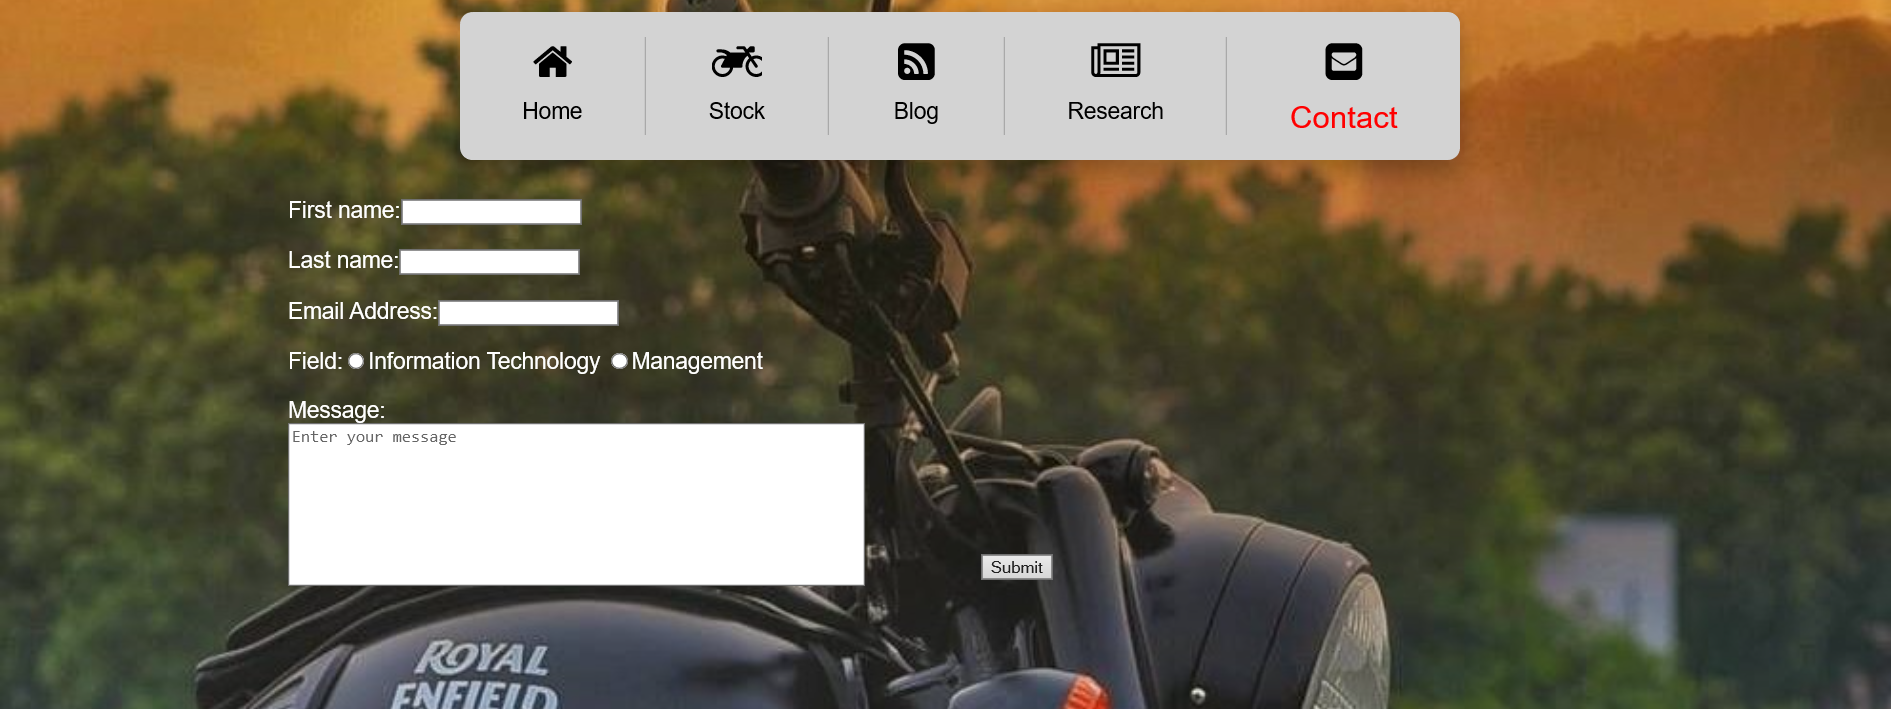 Home
Stock
Blog
Research
Contact
First name:
Last name:
Email Address:
Field: Information Technology Management
Message:
Enter your message
Submit
ROYAL
ENFIELD